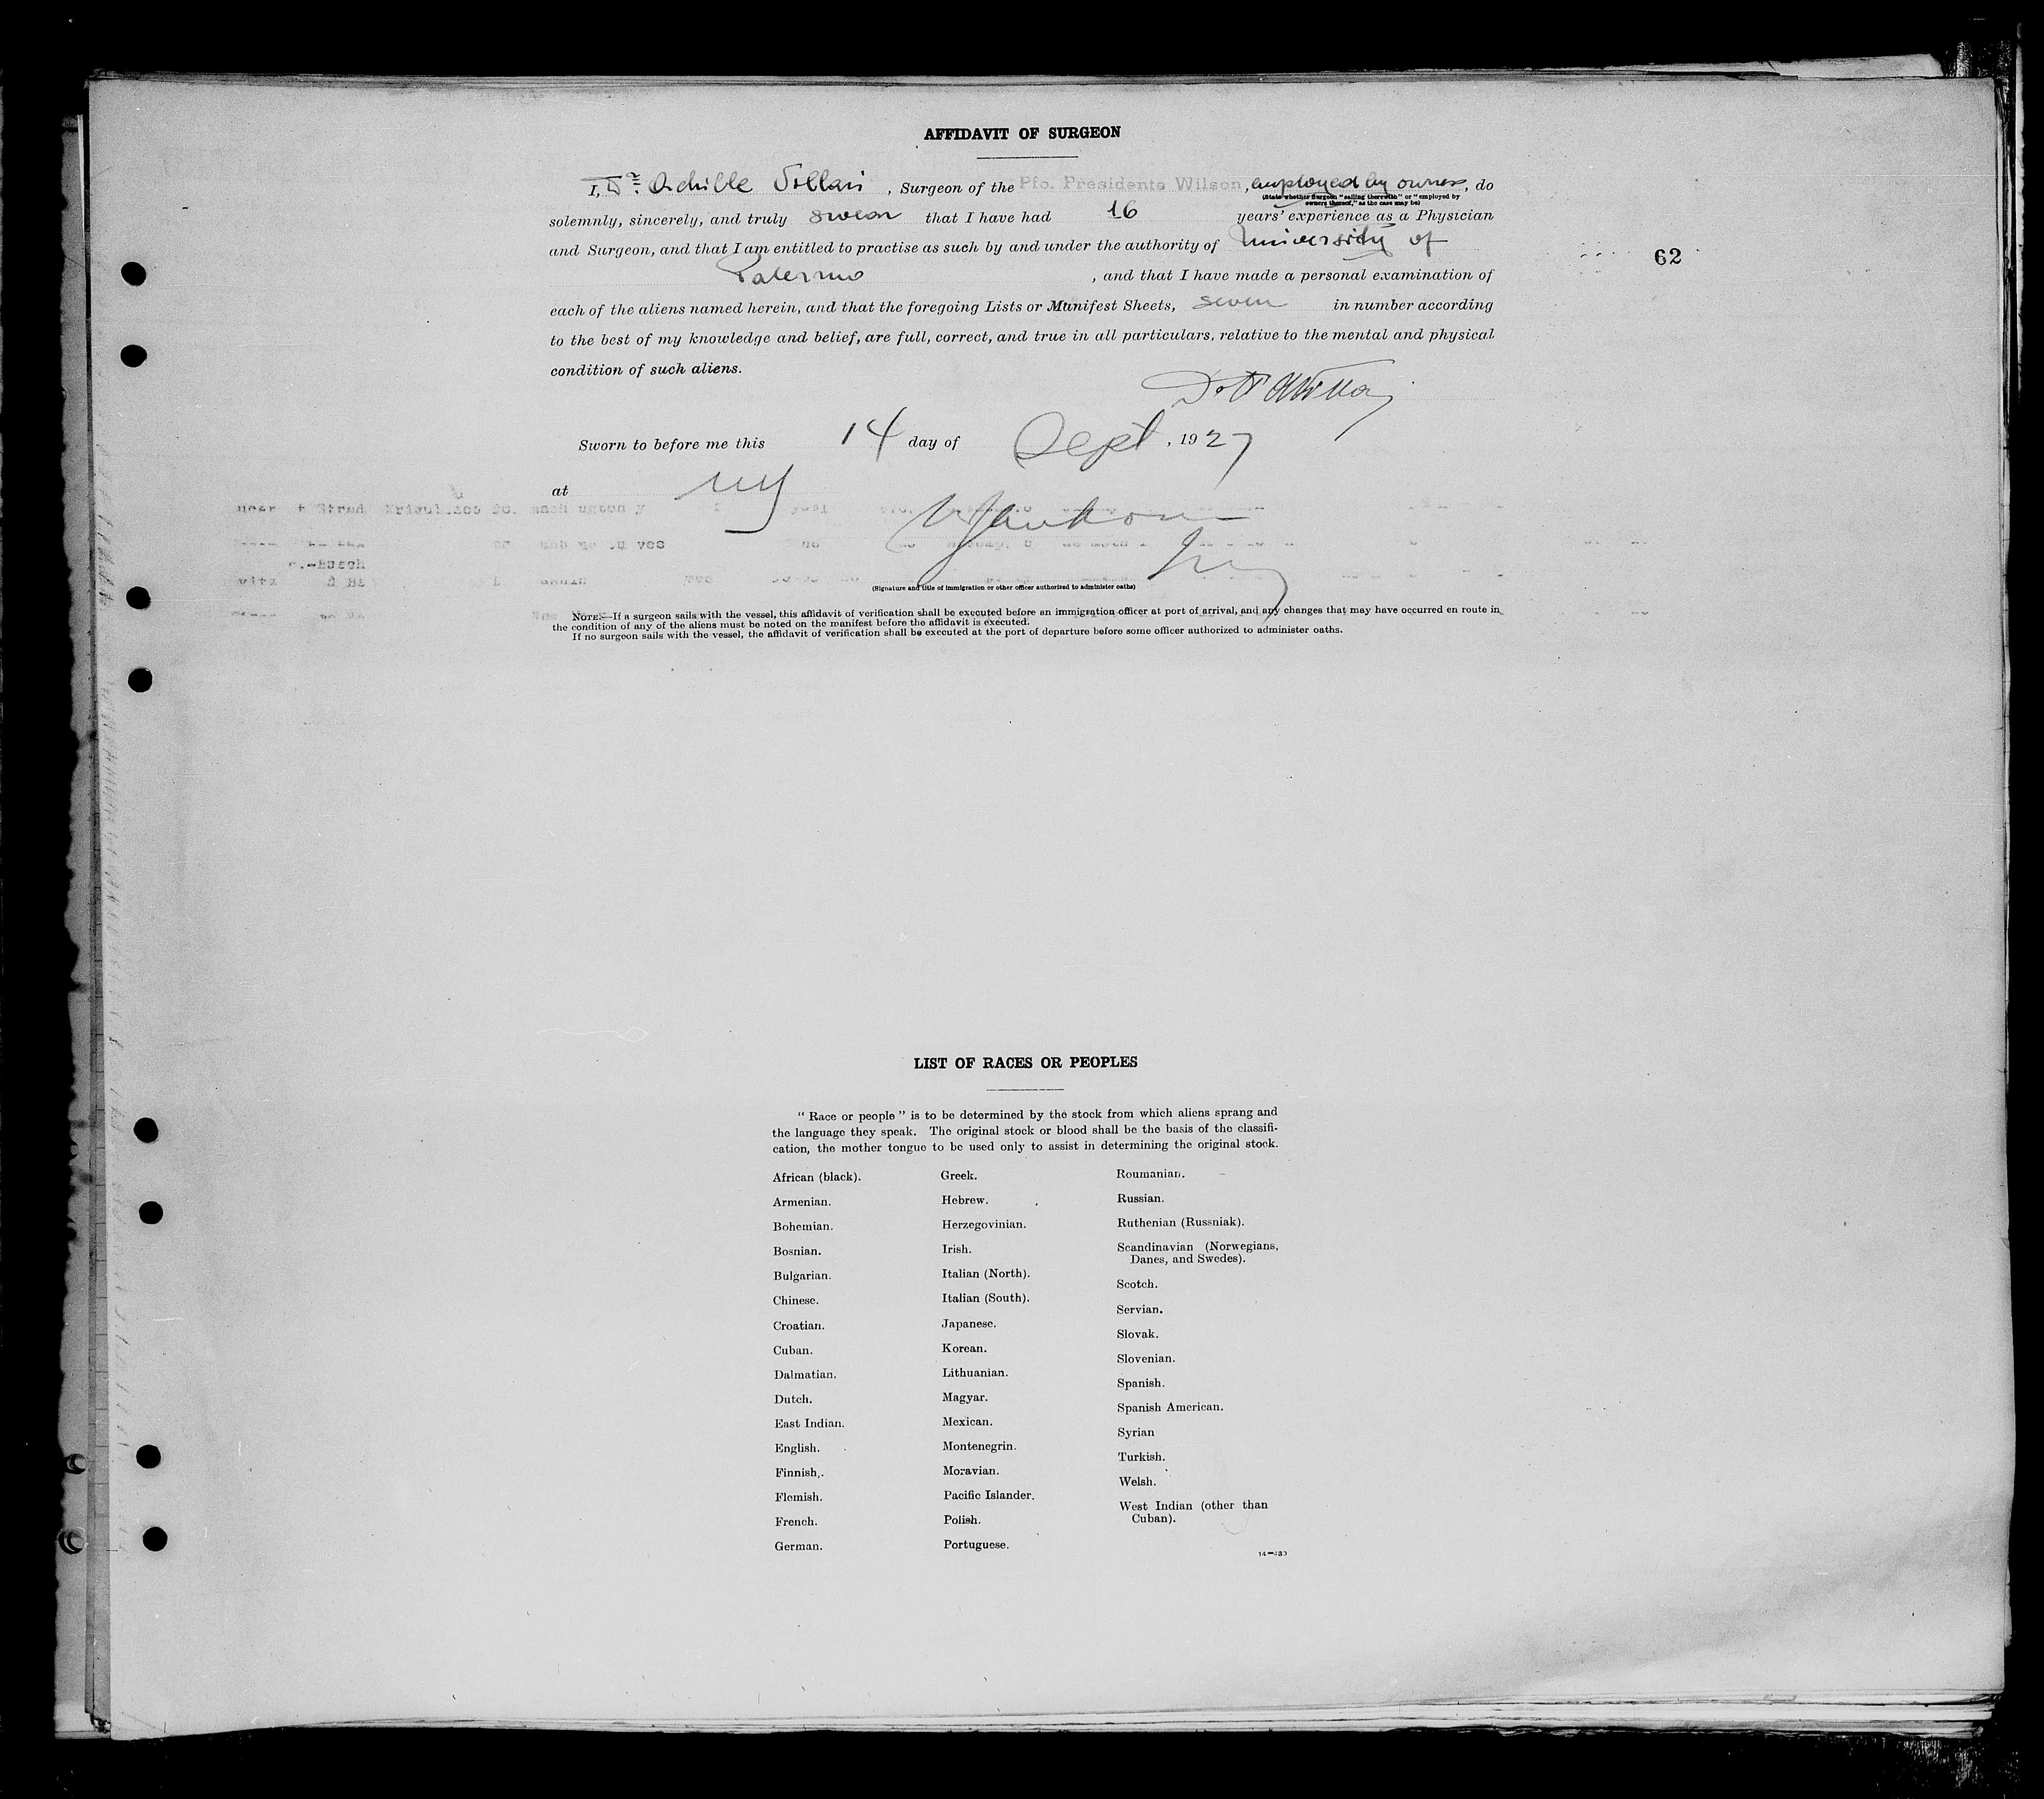 AFFIDAVIT OF SURGEON
I, Dr. Achille Sollari, Surgeon of the Pfo. Presidente Wilson, employed by owners, do
(State whether Surgeon "sailing therewith" or "employed by
owners thereof," as the case may be)
solemnly, sincerely, and truly swear that I have had 16 years' experience as a Physician
and Surgeon, and that I am entitled to practise as such by and under the authority of University of
Palermo, and that I have made a personal examination of
62
each of the aliens named herein, and that the foregoing Lists or Manifest Sheets, seven in number according
to the best of my knowledge and belief, are full, correct, and true in all particulars, relative to the mental and physical
condition of such aliens.
Sworn to before me this 14 day of Sept, 1927
at NY
(Signature and title of immigration or other officer authorized to administer oaths)
NOTE.—If a surgeon sails with the vessel, this affidavit of verification shall be executed before an immigration officer at port of arrival, and any changes that may have occurred en route in
the condition of any of the aliens must be noted on the manifest before the affidavit is executed.
If no surgeon sails with the vessel, the affidavit of verification shall be executed at the port of departure before some officer authorized to administer oaths.
LIST OF RACES OR PEOPLES
"Race or people" is to be determined by the stock from which aliens sprang and
the language they speak. The original stock or blood shall be the basis of the classifi-
cation, the mother tongue to be used only to assist in determining the original stock.
African (black).
Armenian.
Bohemian.
Bosnian.
Bulgarian.
Chinese.
Croatian.
Cuban.
Dalmatian.
Dutch.
East Indian.
English.
Finnish.
Flemish.
French.
German.
Greek.
Hebrew.
Herzegovinian.
Irish.
Italian (North).
Italian (South).
Japanese.
Korean.
Lithuanian.
Magyar.
Mexican.
Montenegrin.
Moravian.
Pacific Islander.
Polish.
Portuguese.
Roumanian.
Russian.
Ruthenian (Russniak).
Scandinavian (Norwegians,
Danes, and Swedes).
Scotch.
Servian.
Slovak.
Slovenian.
Spanish.
Spanish American.
Syrian
Turkish.
Welsh.
West Indian (other than
Cuban).